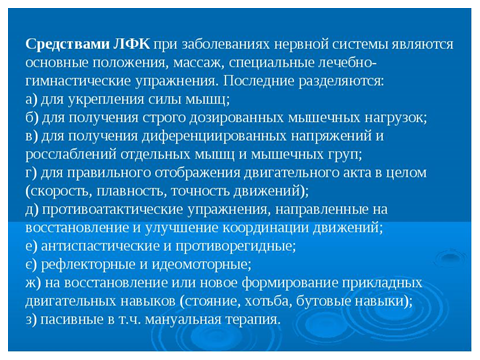 Средствами ЛФК при заболеваниях нервной системы являются
основные положения, массаж, специальные лечебно-
гимнастические упражнения. Последние разделяются:
а) для укрепления силы мышц;
б) для получения строго дозированных мышечных нагрузок;
в) для получения диференциированных напряжений и
росслаблений отдельных мышц и мышечных груп;
г) для правильного отображения двигательного акта в целом
(скорость, плавность, точность движений);
д) противоатактические упражнения, направленные на
восстановление и улучшение координации движений;
е) антиспастические и противорегидные;
є) рефлекторные и идеомоторные;
ж) на восстановление или новое формирование прикладных
двигательных навыков (стояние, хотьба, бутовые навыки);
з) пасивные в т.ч. мануальная терапия.